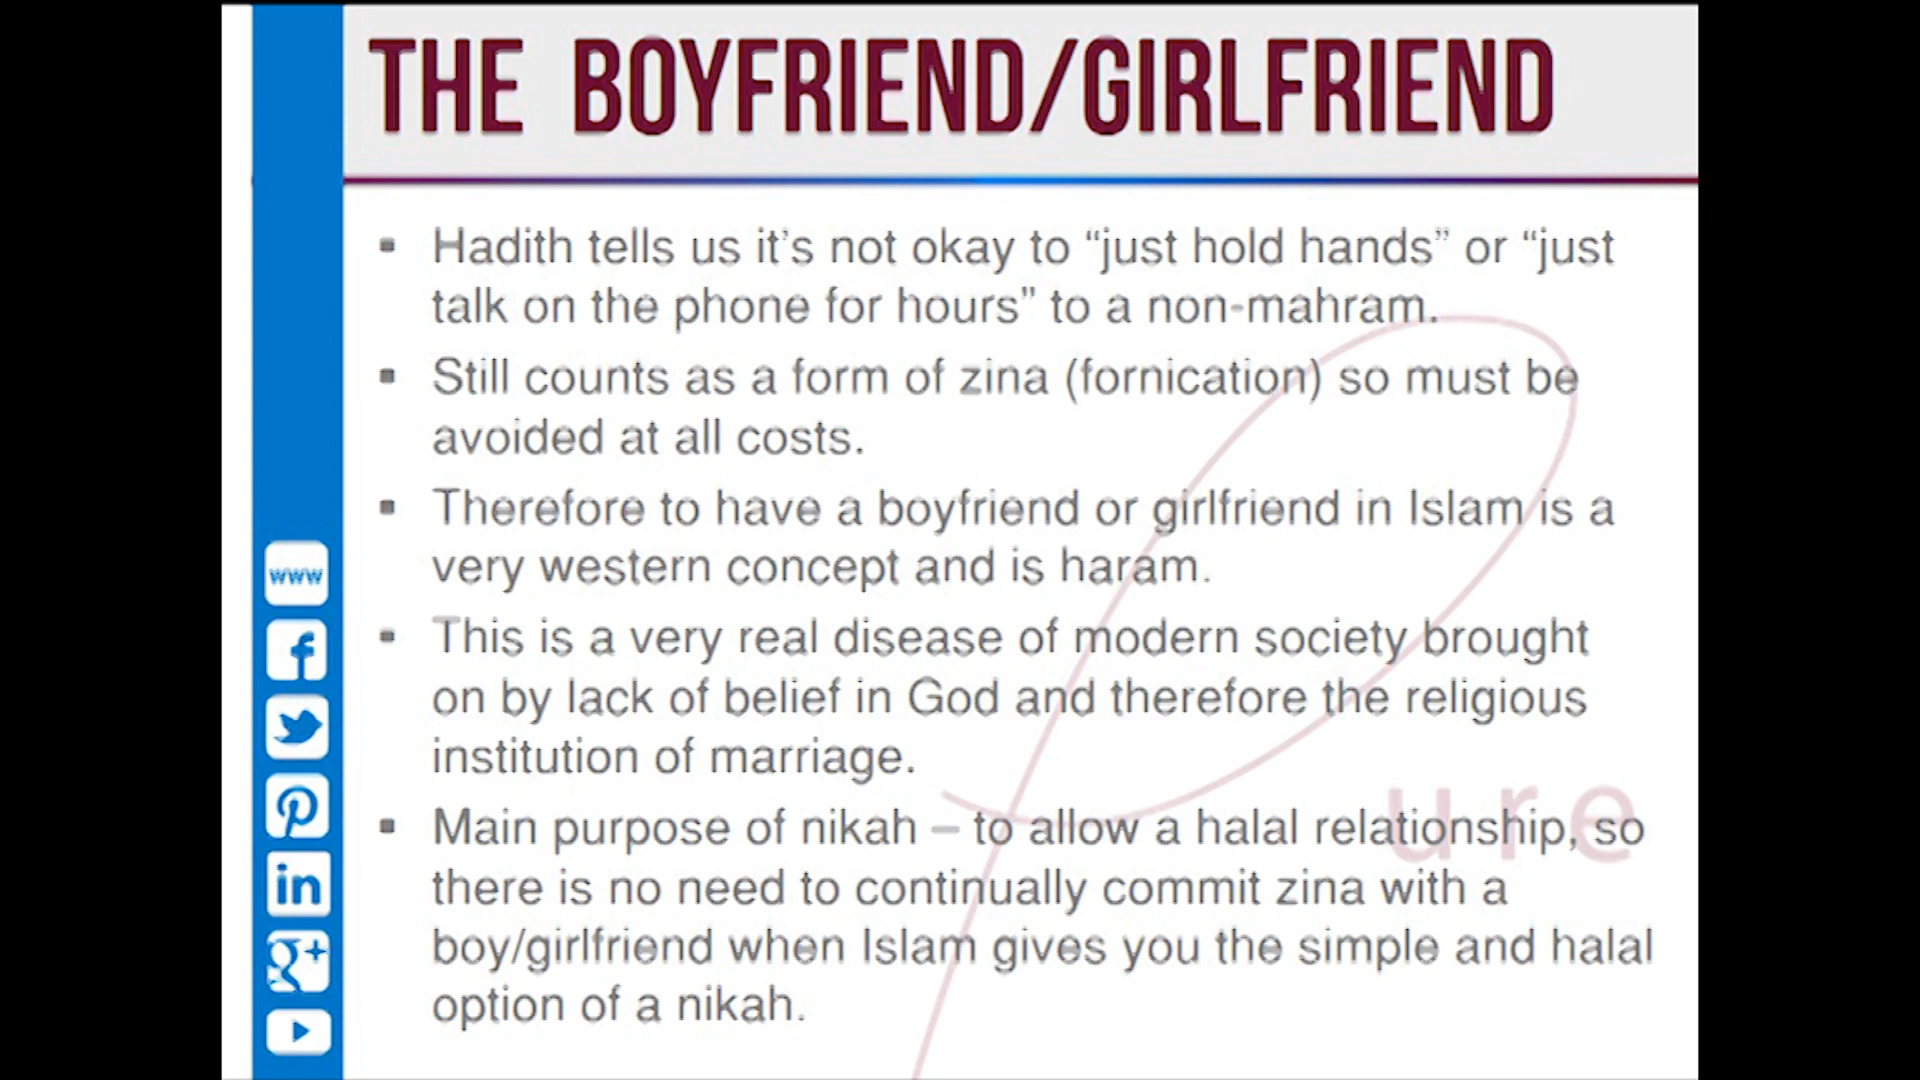 THE BOYFRIEND/GIRLFRIEND
▪ Hadith tells us it’s not okay to “just hold hands” or “just
talk on the phone for hours” to a non-mahram.
▪ Still counts as a form of zina (fornication) so must be
avoided at all costs.
▪ Therefore to have a boyfriend or girlfriend in Islam is a
very western concept and is haram.
▪ This is a very real disease of modern society brought
on by lack of belief in God and therefore the religious
institution of marriage.
▪ Main purpose of nikah – to allow a halal relationship, so
there is no need to continually commit zina with a
boy/girlfriend when Islam gives you the simple and halal
option of a nikah.
Pure
www
f
in
g+